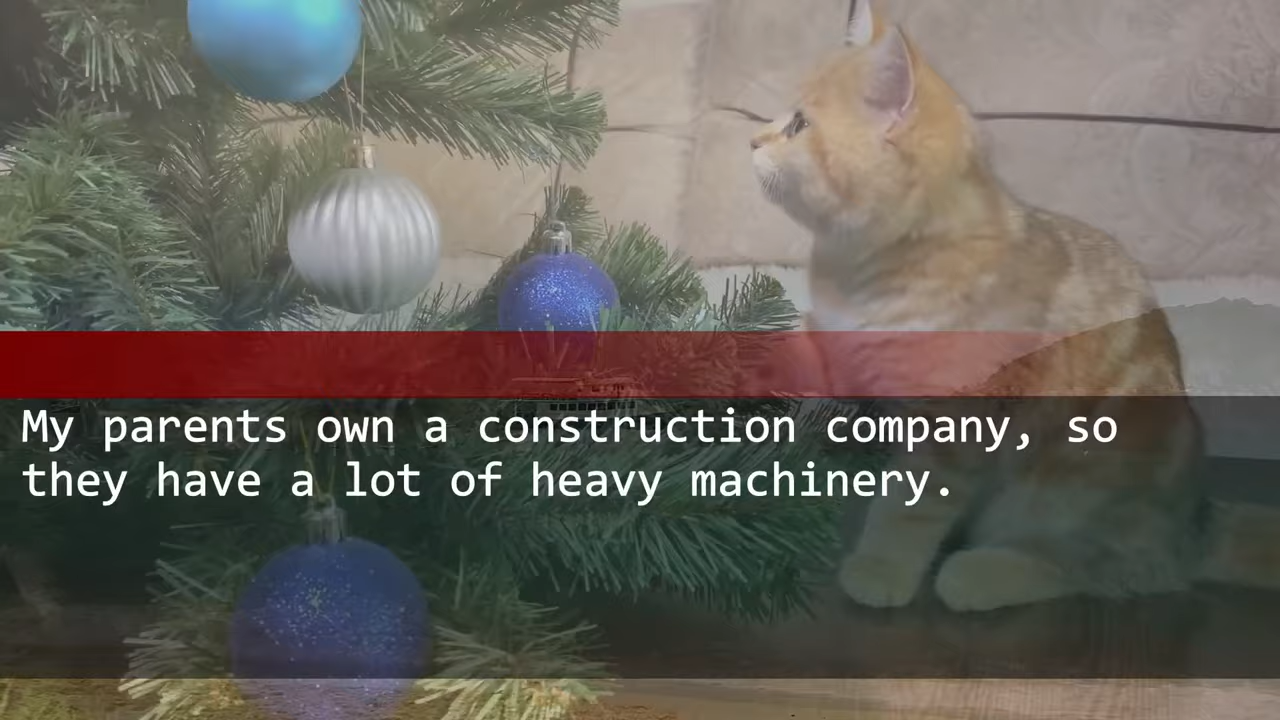 My parents own a construction company, so
they have a lot of heavy machinery.